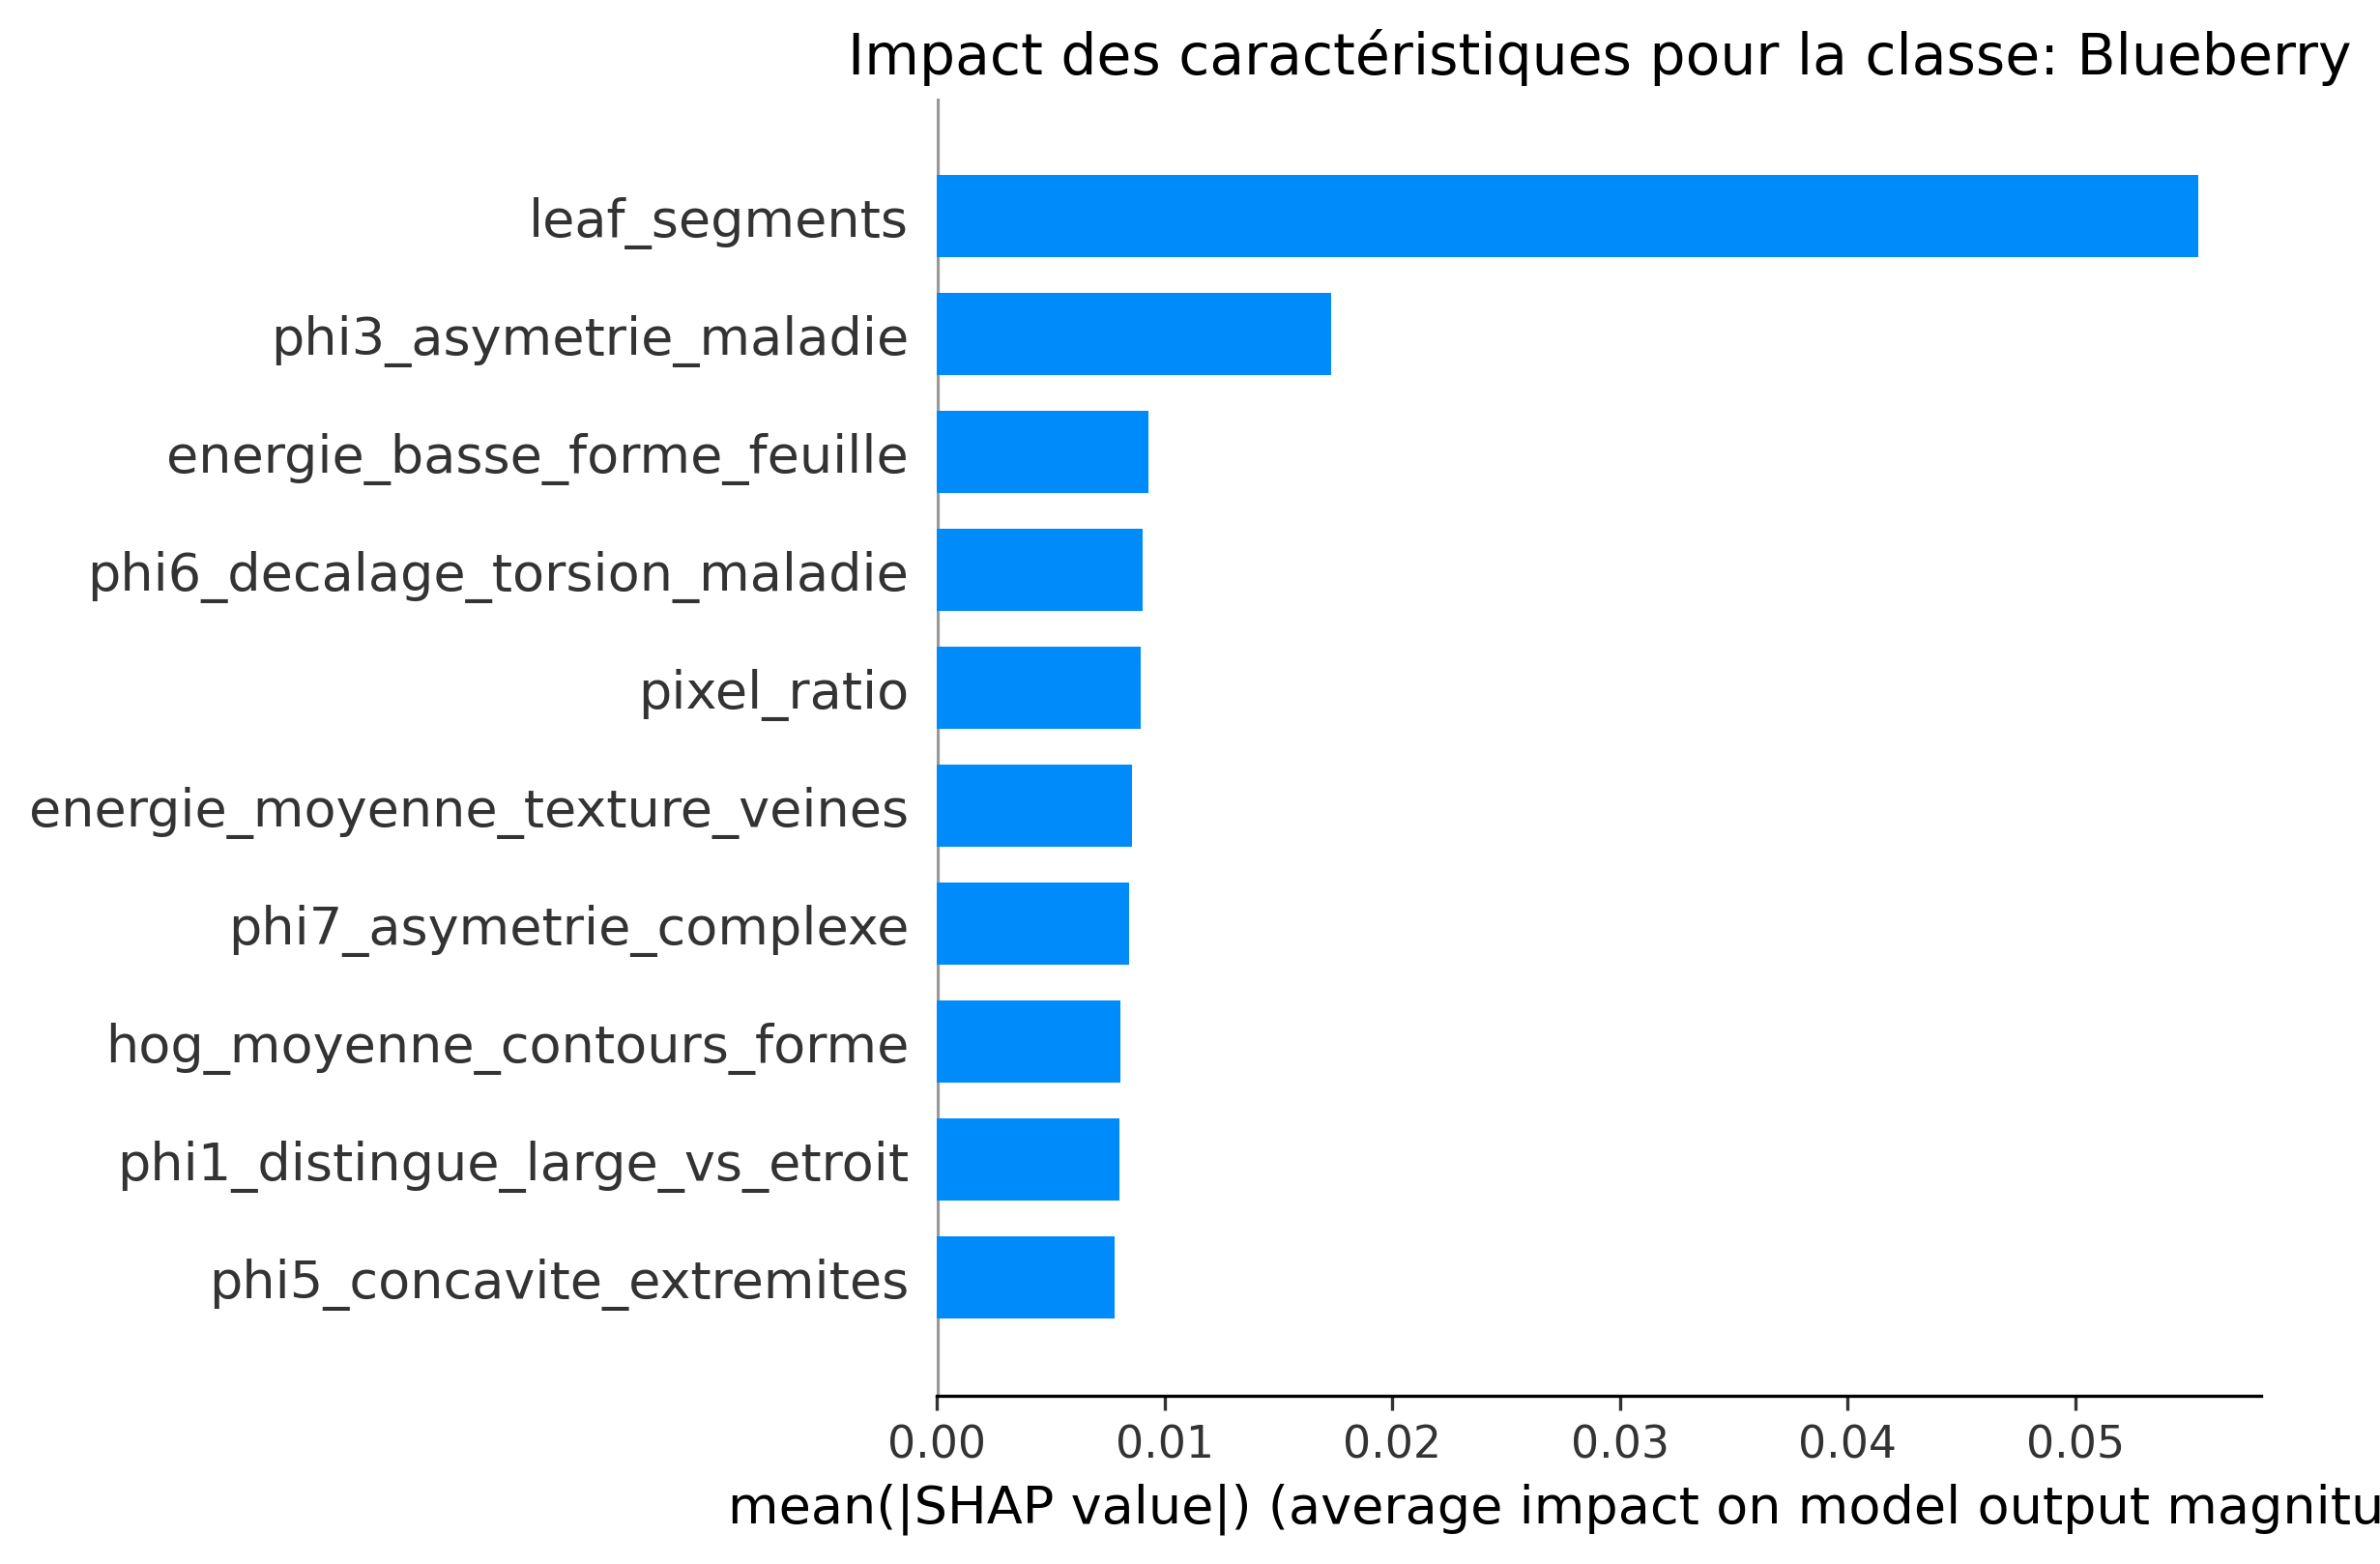 Impact des caractéristiques pour la classe: Blueberry
leaf_segments
phi3_asymetrie_maladie
energie_basse_forme_feuille
phi6_decalage_torsion_maladie
pixel_ratio
energie_moyenne_texture_veines
phi7_asymetrie_complexe
hog_moyenne_contours_forme
phi1_distingue_large_vs_etroit
phi5_concavite_extremites
0.00 0.01 0.02 0.03 0.04 0.05
mean(|SHAP value|) (average impact on model output magnitu